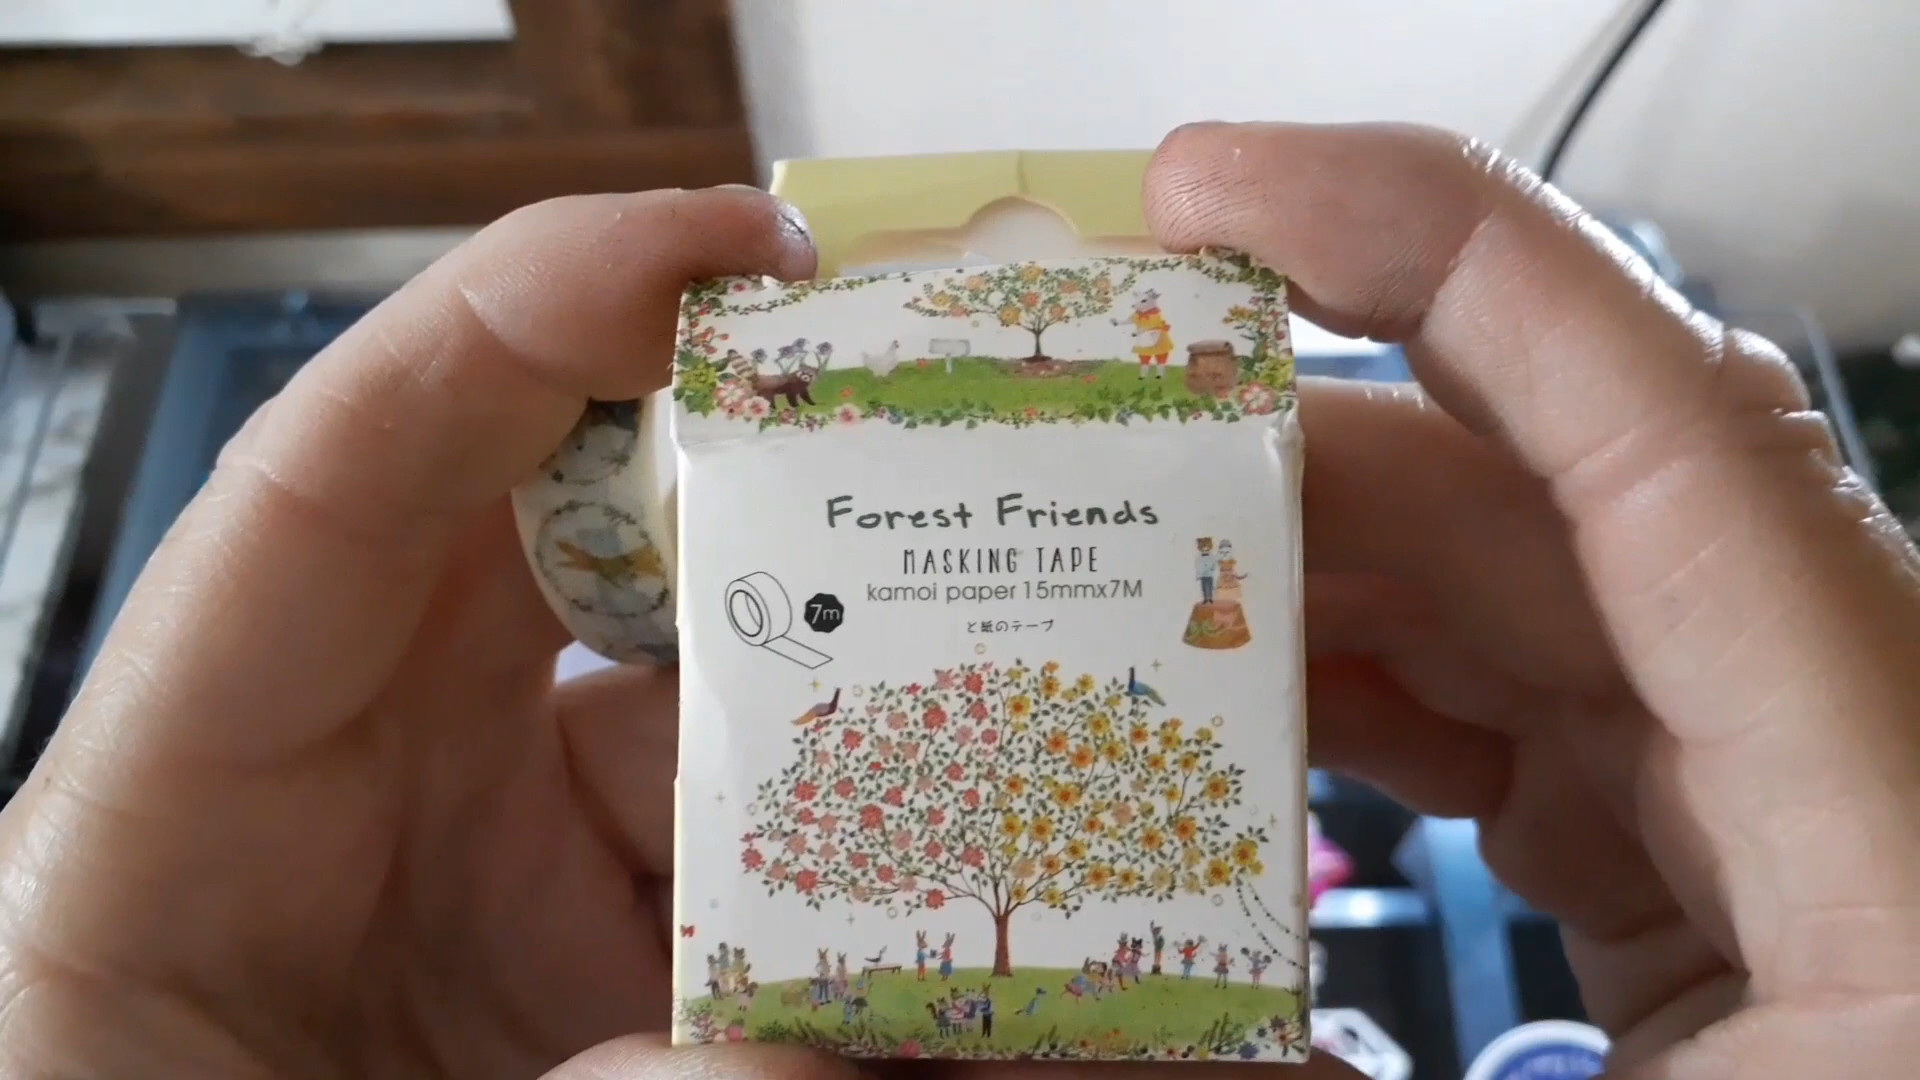 Forest Friends
MASKING TAPE
kamoi paper 15mmx7M
7m
と紙のテープ